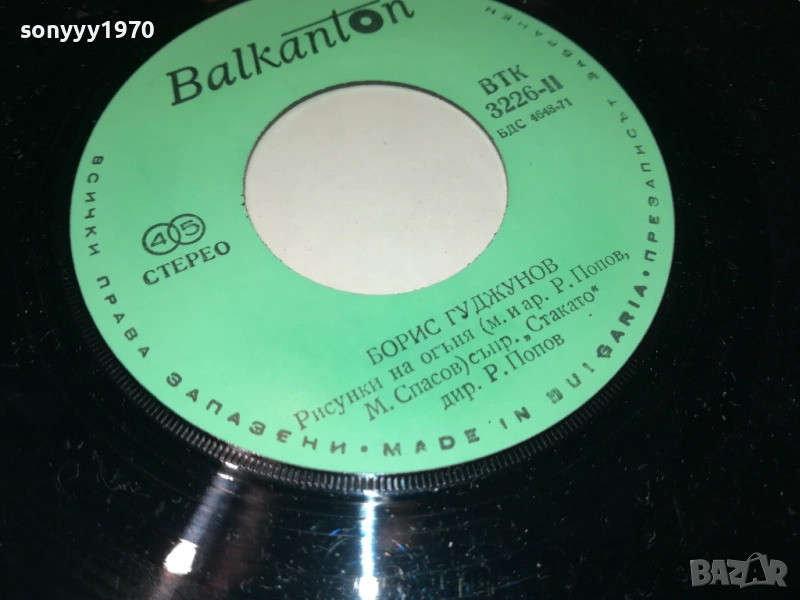 sonyyy1970
Balkanton
ВТК
3226-II
БДС 4648-71
45
СТЕРЕО
БОРИС ГУДЖУНОВ
Рисунки на огъня (м. и ар. Р. Попов,
М. Спасов) съпр. „Стакато“
дир. Р. Попов
ВСИЧКИ ПРАВА ЗАПАЗЕНИ • MADE IN BULGARIA • ПРЕЗАПИСЪТ ЗАБРАНЕН
BAZAR